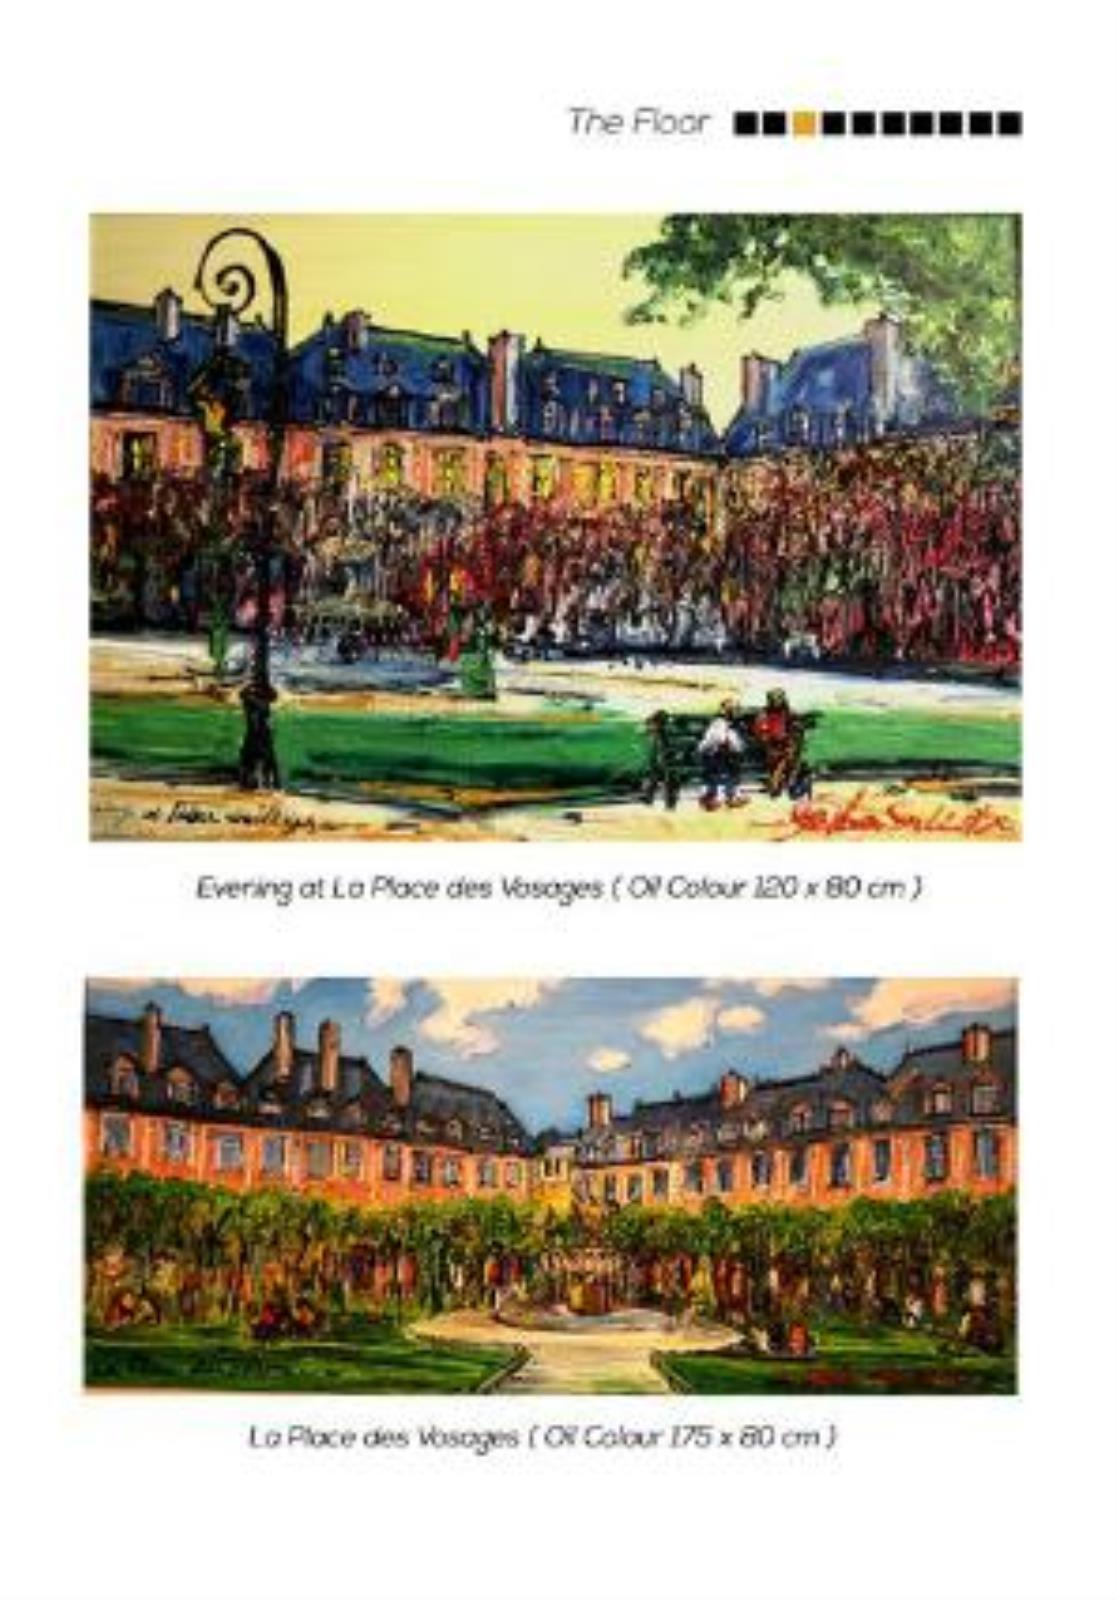 The Floor
Evening at La Place des Vosages ( Oil Colour 120 x 80 cm )
La Place des Vosages ( Oil Colour 175 x 80 cm )